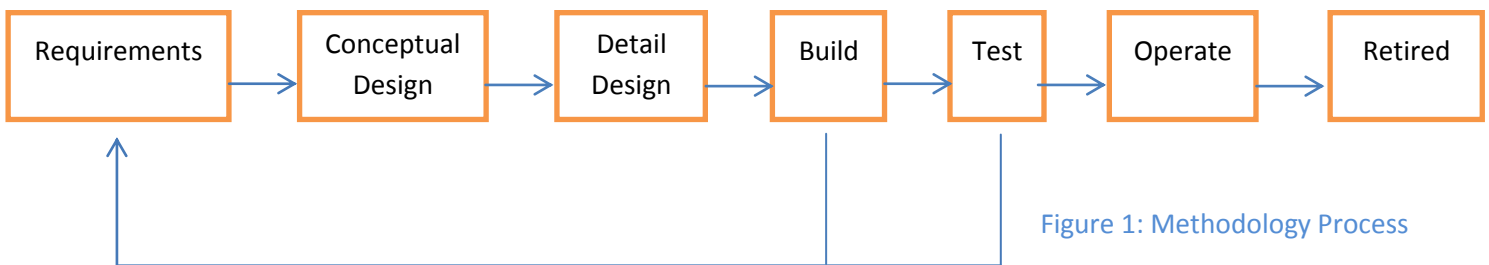 Requirements
Conceptual
Design
Detail
Design
Build
Test
Operate
Retired
Figure 1: Methodology Process